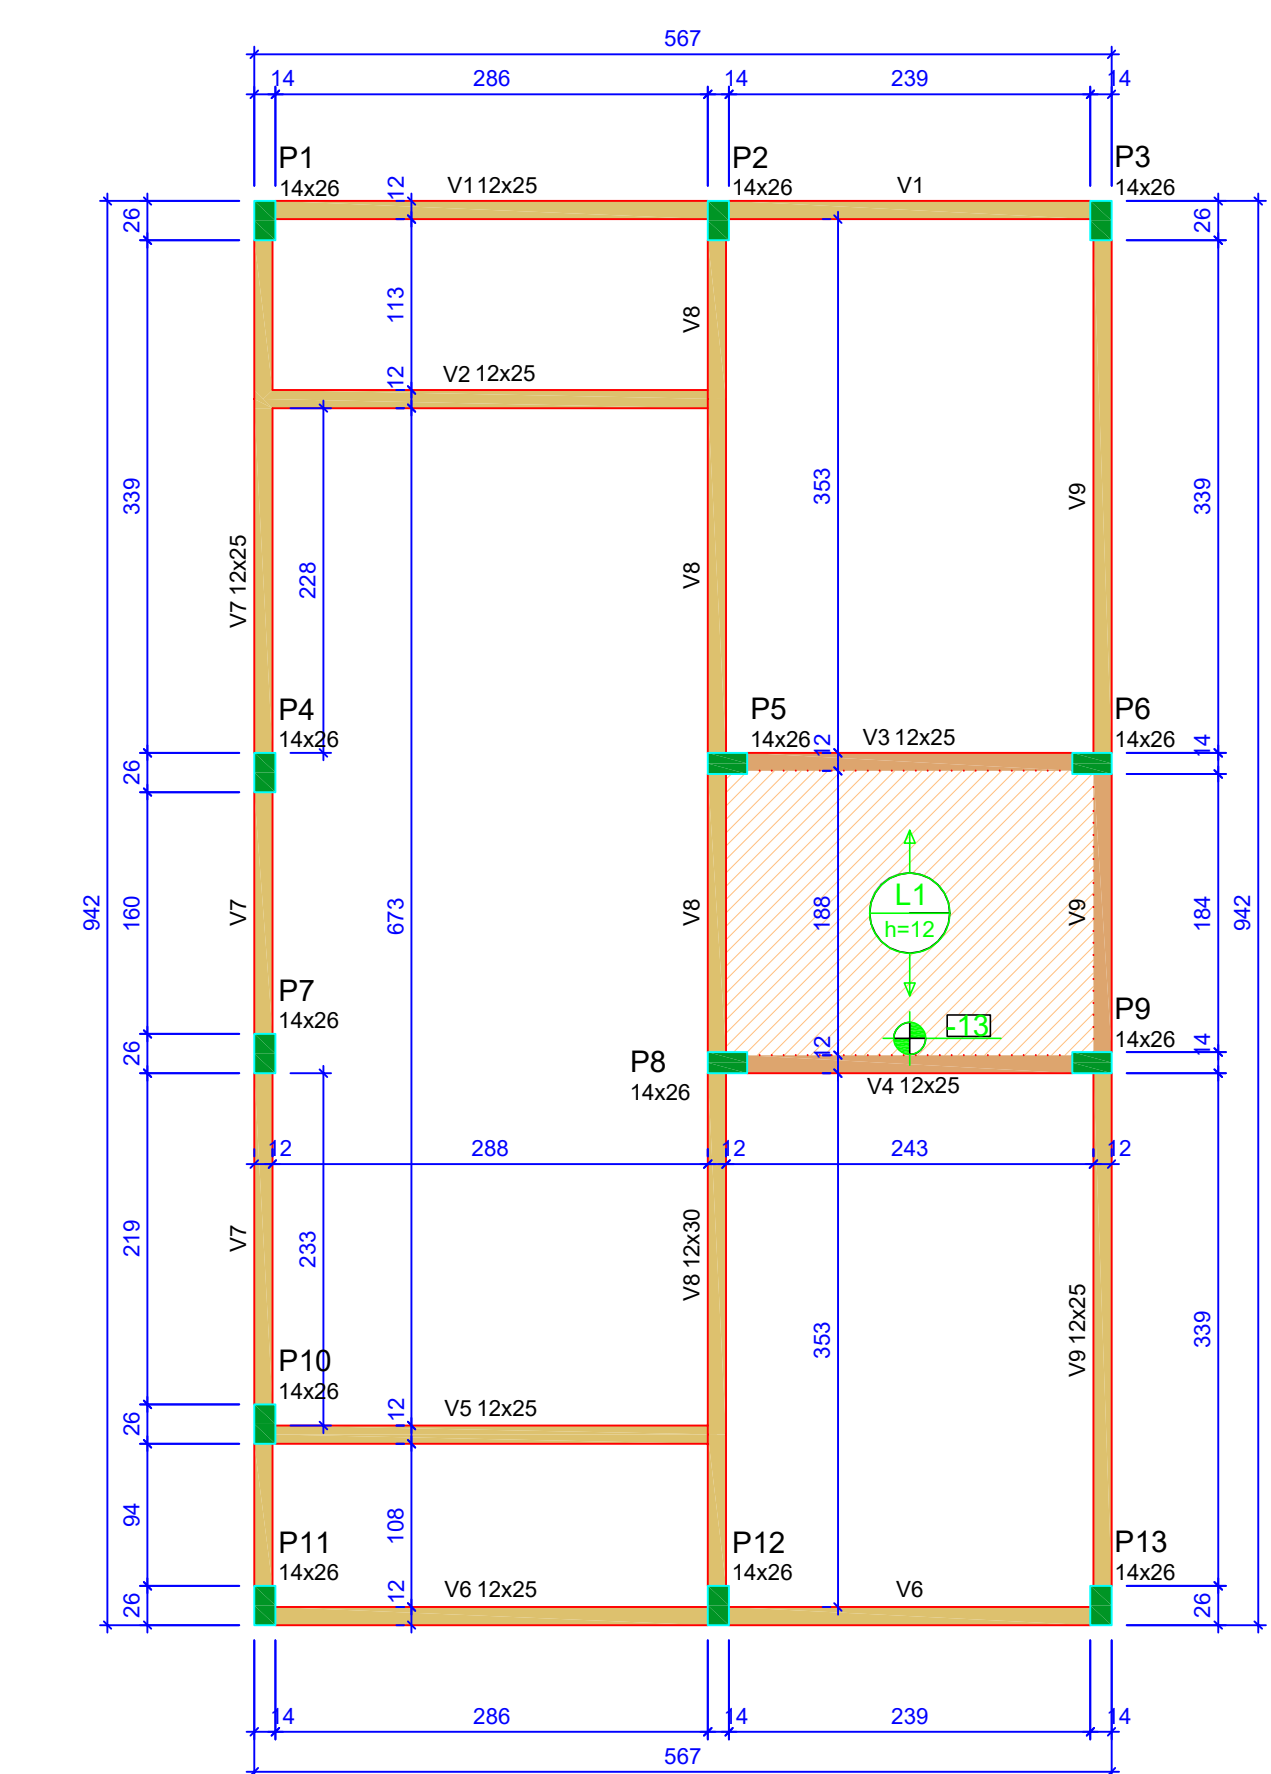 567
14 286 14 239 14
P1
14x26
12
V1 12x25
P2
14x26
V1
P3
14x26
26
26
113
V8
12
V2 12x25
339
353
V9
339
V7 12x25
228
V8
P4
14x26
P5
14x26
12
V3 12x25
P6
14x26
14
26
942
160
V7
673
V8
188
L1
h=12
V9
184
942
P7
14x26
-13
P9
14x26
14
26
P8
14x26
12
V4 12x25
12 288 12 243 12
219
V7
233
V8 12x30
353
V9 12x25
339
P10
14x26
12
V5 12x25
26
94
108
P11
14x26
P12
14x26
P13
14x26
26
12
V6 12x25
V6
26
14 286 14 239 14
567